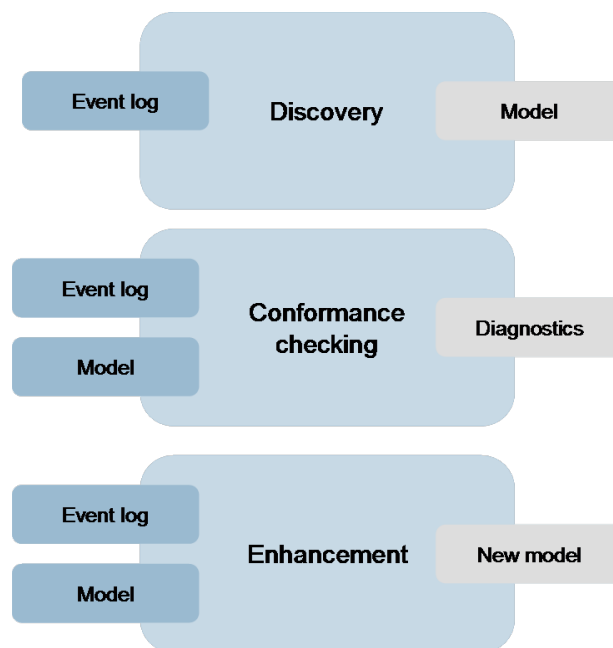 Event log
Discovery
Model
Event log
Model
Conformance
checking
Diagnostics
Event log
Model
Enhancement
New model